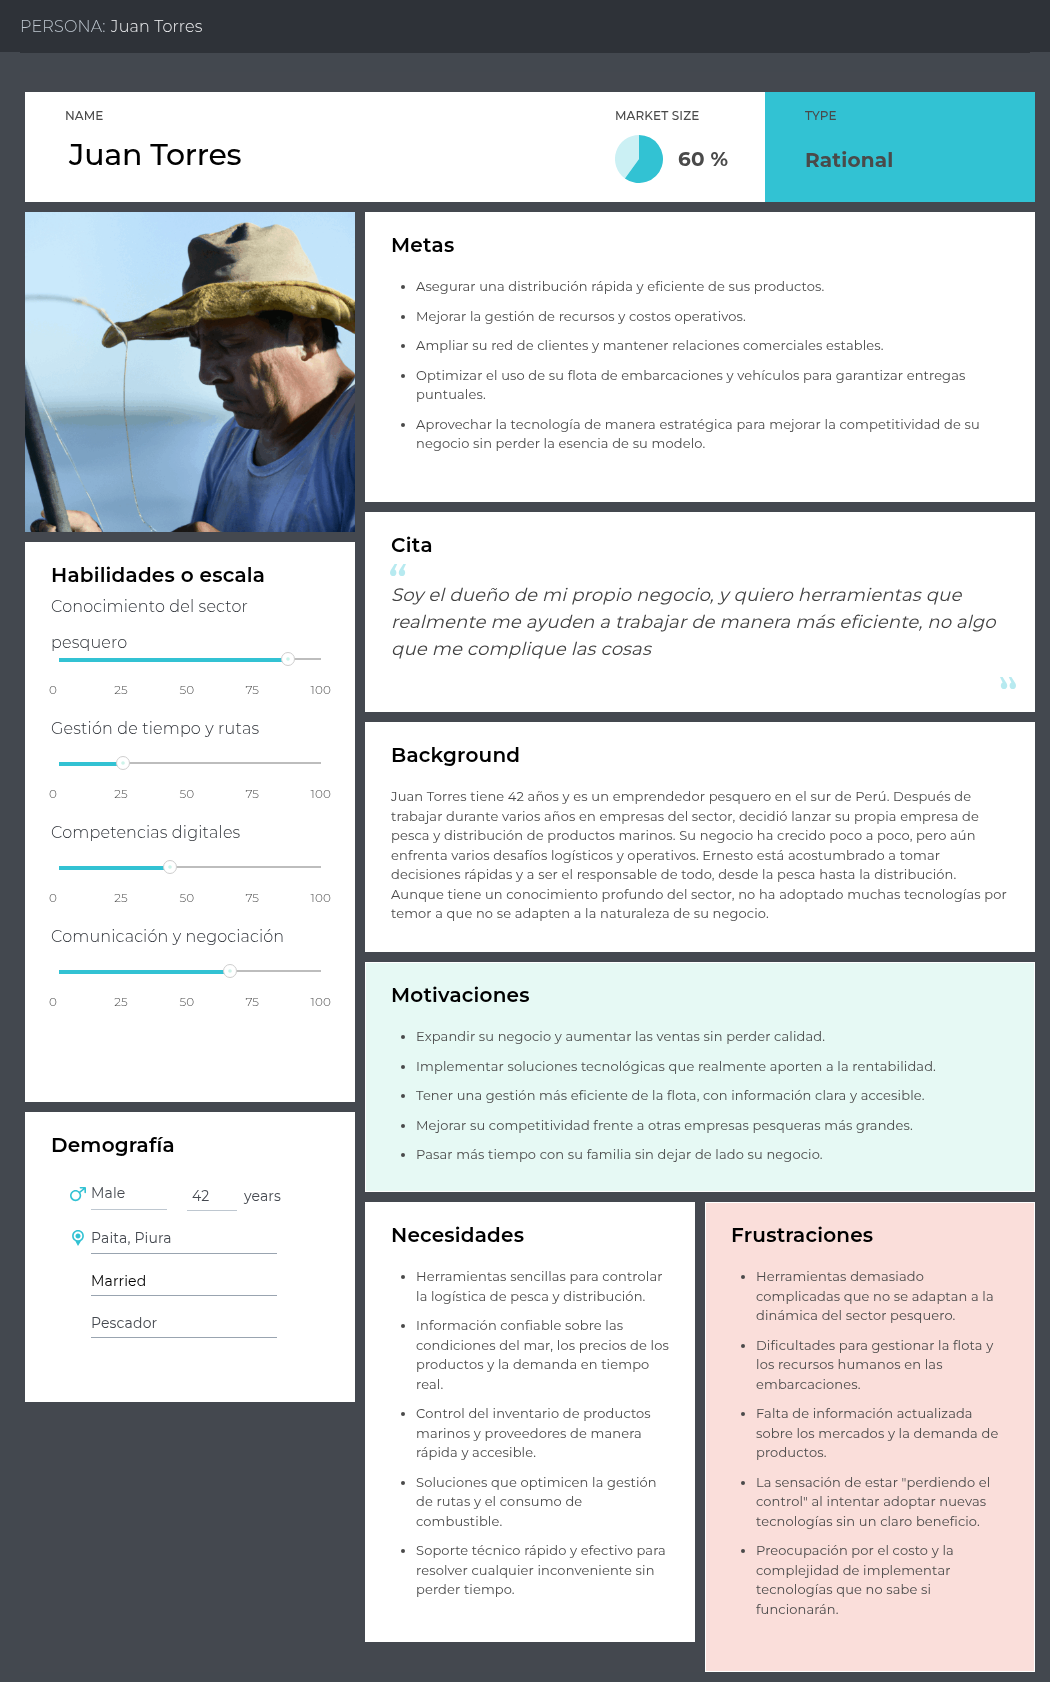 PERSONA: Juan Torres
NAME
Juan Torres
MARKET SIZE
60 %
TYPE
Rational
Metas
• Asegurar una distribución rápida y eficiente de sus productos.
• Mejorar la gestión de recursos y costos operativos.
• Ampliar su red de clientes y mantener relaciones comerciales estables.
• Optimizar el uso de su flota de embarcaciones y vehículos para garantizar entregas
puntuales.
• Aprovechar la tecnología de manera estratégica para mejorar la competitividad de su
negocio sin perder la esencia de su modelo.
Cita
“
Soy el dueño de mi propio negocio, y quiero herramientas que
realmente me ayuden a trabajar de manera más eficiente, no algo
que me complique las cosas
”
Habilidades o escala
Conocimiento del sector
pesquero
0 25 50 75 100
Gestión de tiempo y rutas
0 25 50 75 100
Competencias digitales
0 25 50 75 100
Comunicación y negociación
0 25 50 75 100
Background
Juan Torres tiene 42 años y es un emprendedor pesquero en el sur de Perú. Después de
trabajar durante varios años en empresas del sector, decidió lanzar su propia empresa de
pesca y distribución de productos marinos. Su negocio ha crecido poco a poco, pero aún
enfrenta varios desafíos logísticos y operativos. Ernesto está acostumbrado a tomar
decisiones rápidas y a ser el responsable de todo, desde la pesca hasta la distribución.
Aunque tiene un conocimiento profundo del sector, no ha adoptado muchas tecnologías por
temor a que no se adapten a la naturaleza de su negocio.
Motivaciones
• Expandir su negocio y aumentar las ventas sin perder calidad.
• Implementar soluciones tecnológicas que realmente aporten a la rentabilidad.
• Tener una gestión más eficiente de la flota, con información clara y accesible.
• Mejorar su competitividad frente a otras empresas pesqueras más grandes.
• Pasar más tiempo con su familia sin dejar de lado su negocio.
Demografía
Male 42 years
Paita, Piura
Married
Pescador
Necesidades
• Herramientas sencillas para controlar
la logística de pesca y distribución.
• Información confiable sobre las
condiciones del mar, los precios de los
productos y la demanda en tiempo
real.
• Control del inventario de productos
marinos y proveedores de manera
rápida y accesible.
• Soluciones que optimicen la gestión
de rutas y el consumo de
combustible.
• Soporte técnico rápido y efectivo para
resolver cualquier inconveniente sin
perder tiempo.
Frustraciones
• Herramientas demasiado
complicadas que no se adaptan a la
dinámica del sector pesquero.
• Dificultades para gestionar la flota y
los recursos humanos en las
embarcaciones.
• Falta de información actualizada
sobre los mercados y la demanda de
productos.
• La sensación de estar "perdiendo el
control" al intentar adoptar nuevas
tecnologías sin un claro beneficio.
• Preocupación por el costo y la
complejidad de implementar
tecnologías que no sabe si
funcionarán.